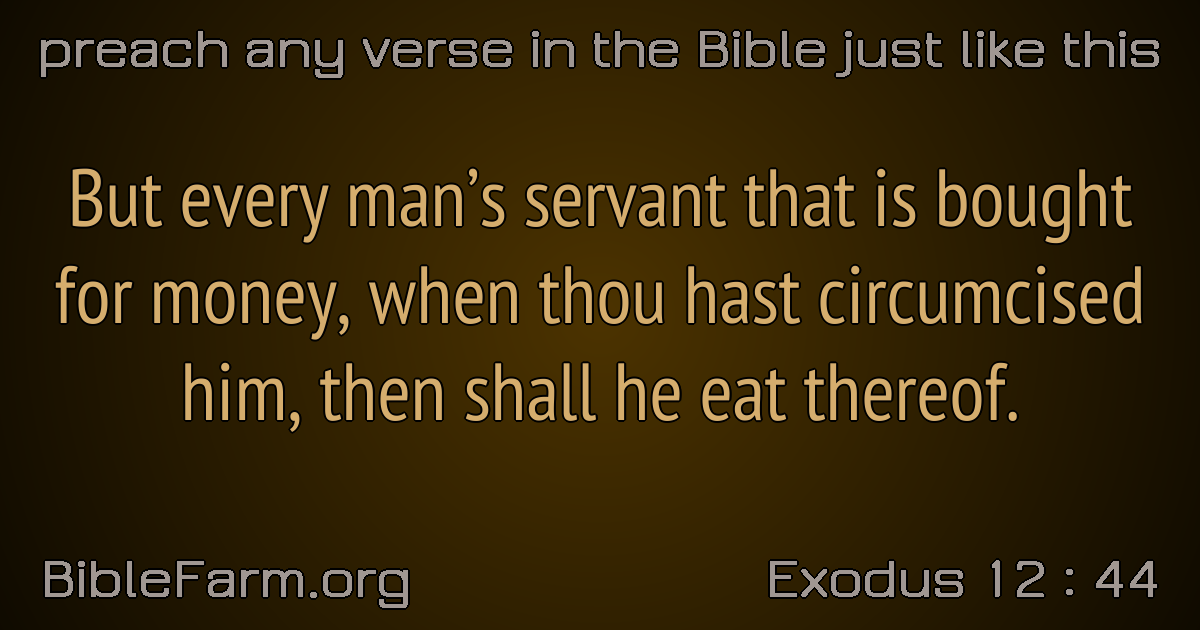 preach any verse in the Bible just like this
But every man’s servant that is bought
for money, when thou hast circumcised
him, then shall he eat thereof.
BibleFarm.org
Exodus 12 : 44